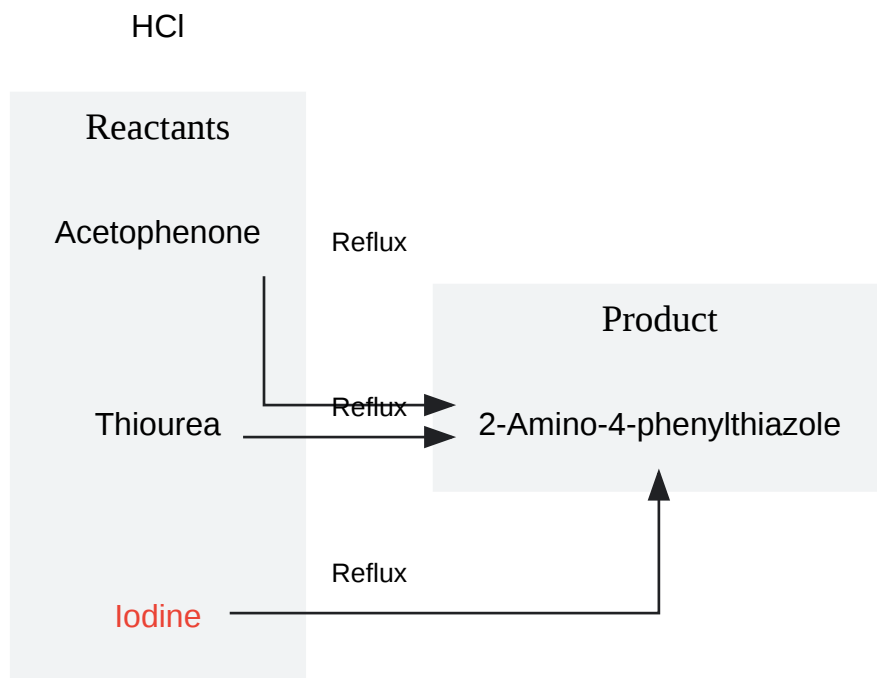 HCl
Reactants
Acetophenone
Reflux
Product
Reflux
Thiourea
2-Amino-4-phenylthiazole
Reflux
Iodine